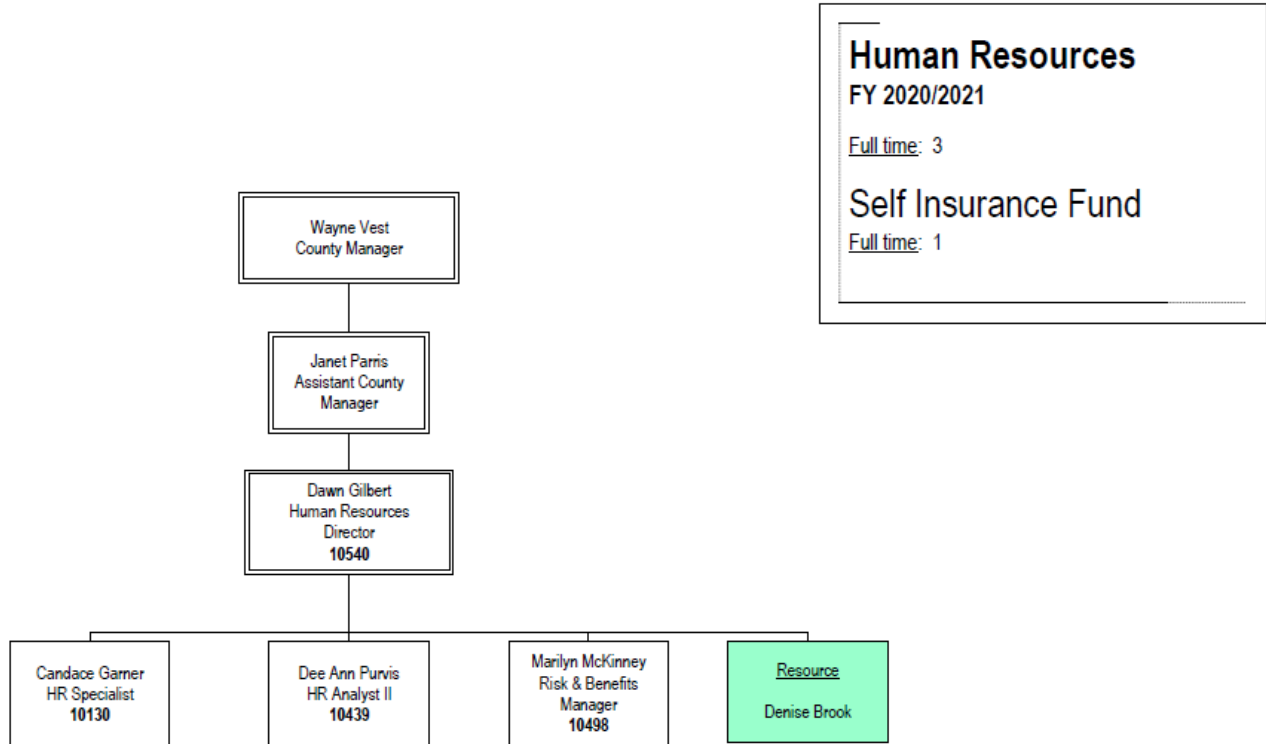 Human Resources
FY 2020/2021
Full time: 3
Self Insurance Fund
Full time: 1
Wayne Vest
County Manager
Janet Parris
Assistant County
Manager
Dawn Gilbert
Human Resources
Director
10540
Candace Garner
HR Specialist
10130
Dee Ann Purvis
HR Analyst II
10439
Marilyn McKinney
Risk & Benefits
Manager
10498
Resource
Denise Brook